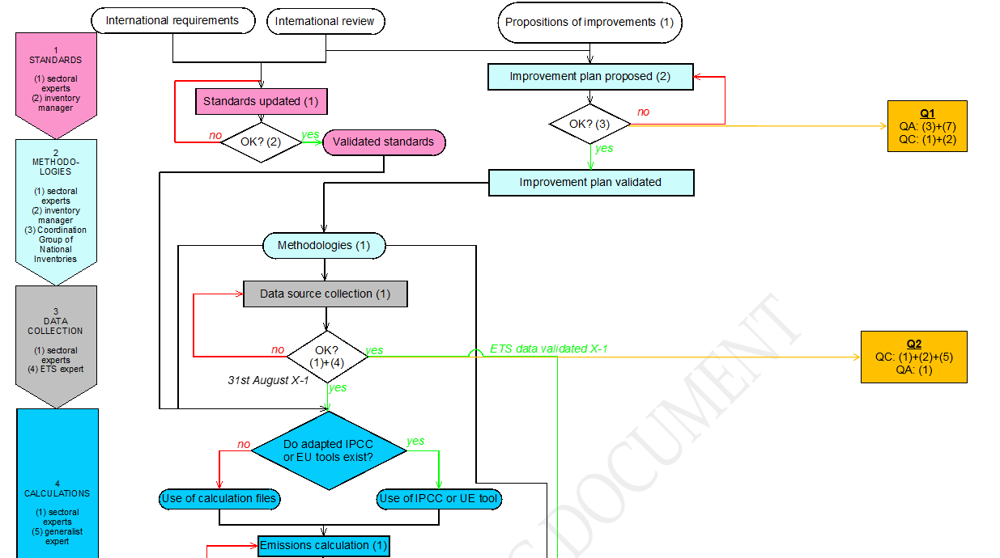 International requirements
International review
Propositions of improvements (1)
1
STANDARDS
(1) sectoral
experts
(2) inventory
manager
Improvement plan proposed (2)
Standards updated (1)
no
OK? (3)
yes
Q1
QA: (3)+(7)
QC: (1)+(2)
no
OK? (2)
yes
Validated standards
2
METHODO-
LOGIES
(1) sectoral
experts
(2) inventory
manager
(3) Coordination
Group of
National
Inventories
Improvement plan validated
Methodologies (1)
Data source collection (1)
3
DATA
COLLECTION
(1) sectoral
experts
(4) ETS expert
no
OK?
(1)+(4)
yes
ETS data validated X-1
Q2
QC: (1)+(2)+(5)
QA: (1)
31st August X-1
yes
no
Do adapted IPCC
or EU tools exist?
yes
4
CALCULATIONS
(1) sectoral
experts
(5) generalist
expert
Use of calculation files
Use of IPCC or UE tool
Emissions calculation (1)
S DOCUMENT